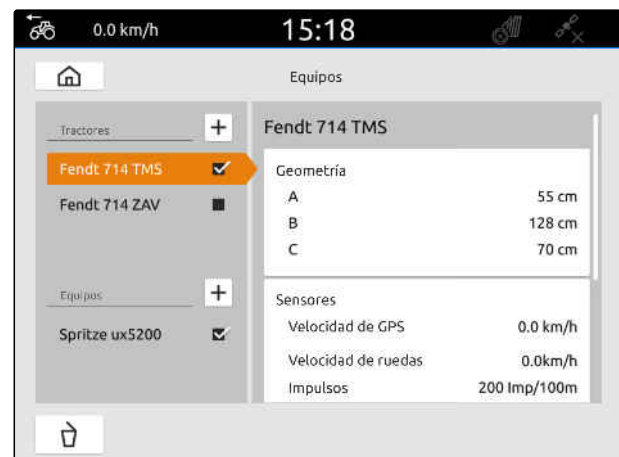 0.0 km/h
15:18
Equipos
Tractores
Fendt 714 TMS
Fendt 714 ZAV
Equipos
Spritze ux5200
Fendt 714 TMS
Geometría
A 55 cm
B 128 cm
C 70 cm
Sensores
Velocidad de GPS 0.0 km/h
Velocidad de ruedas 0.0km/h
Impulsos 200 Imp/100m